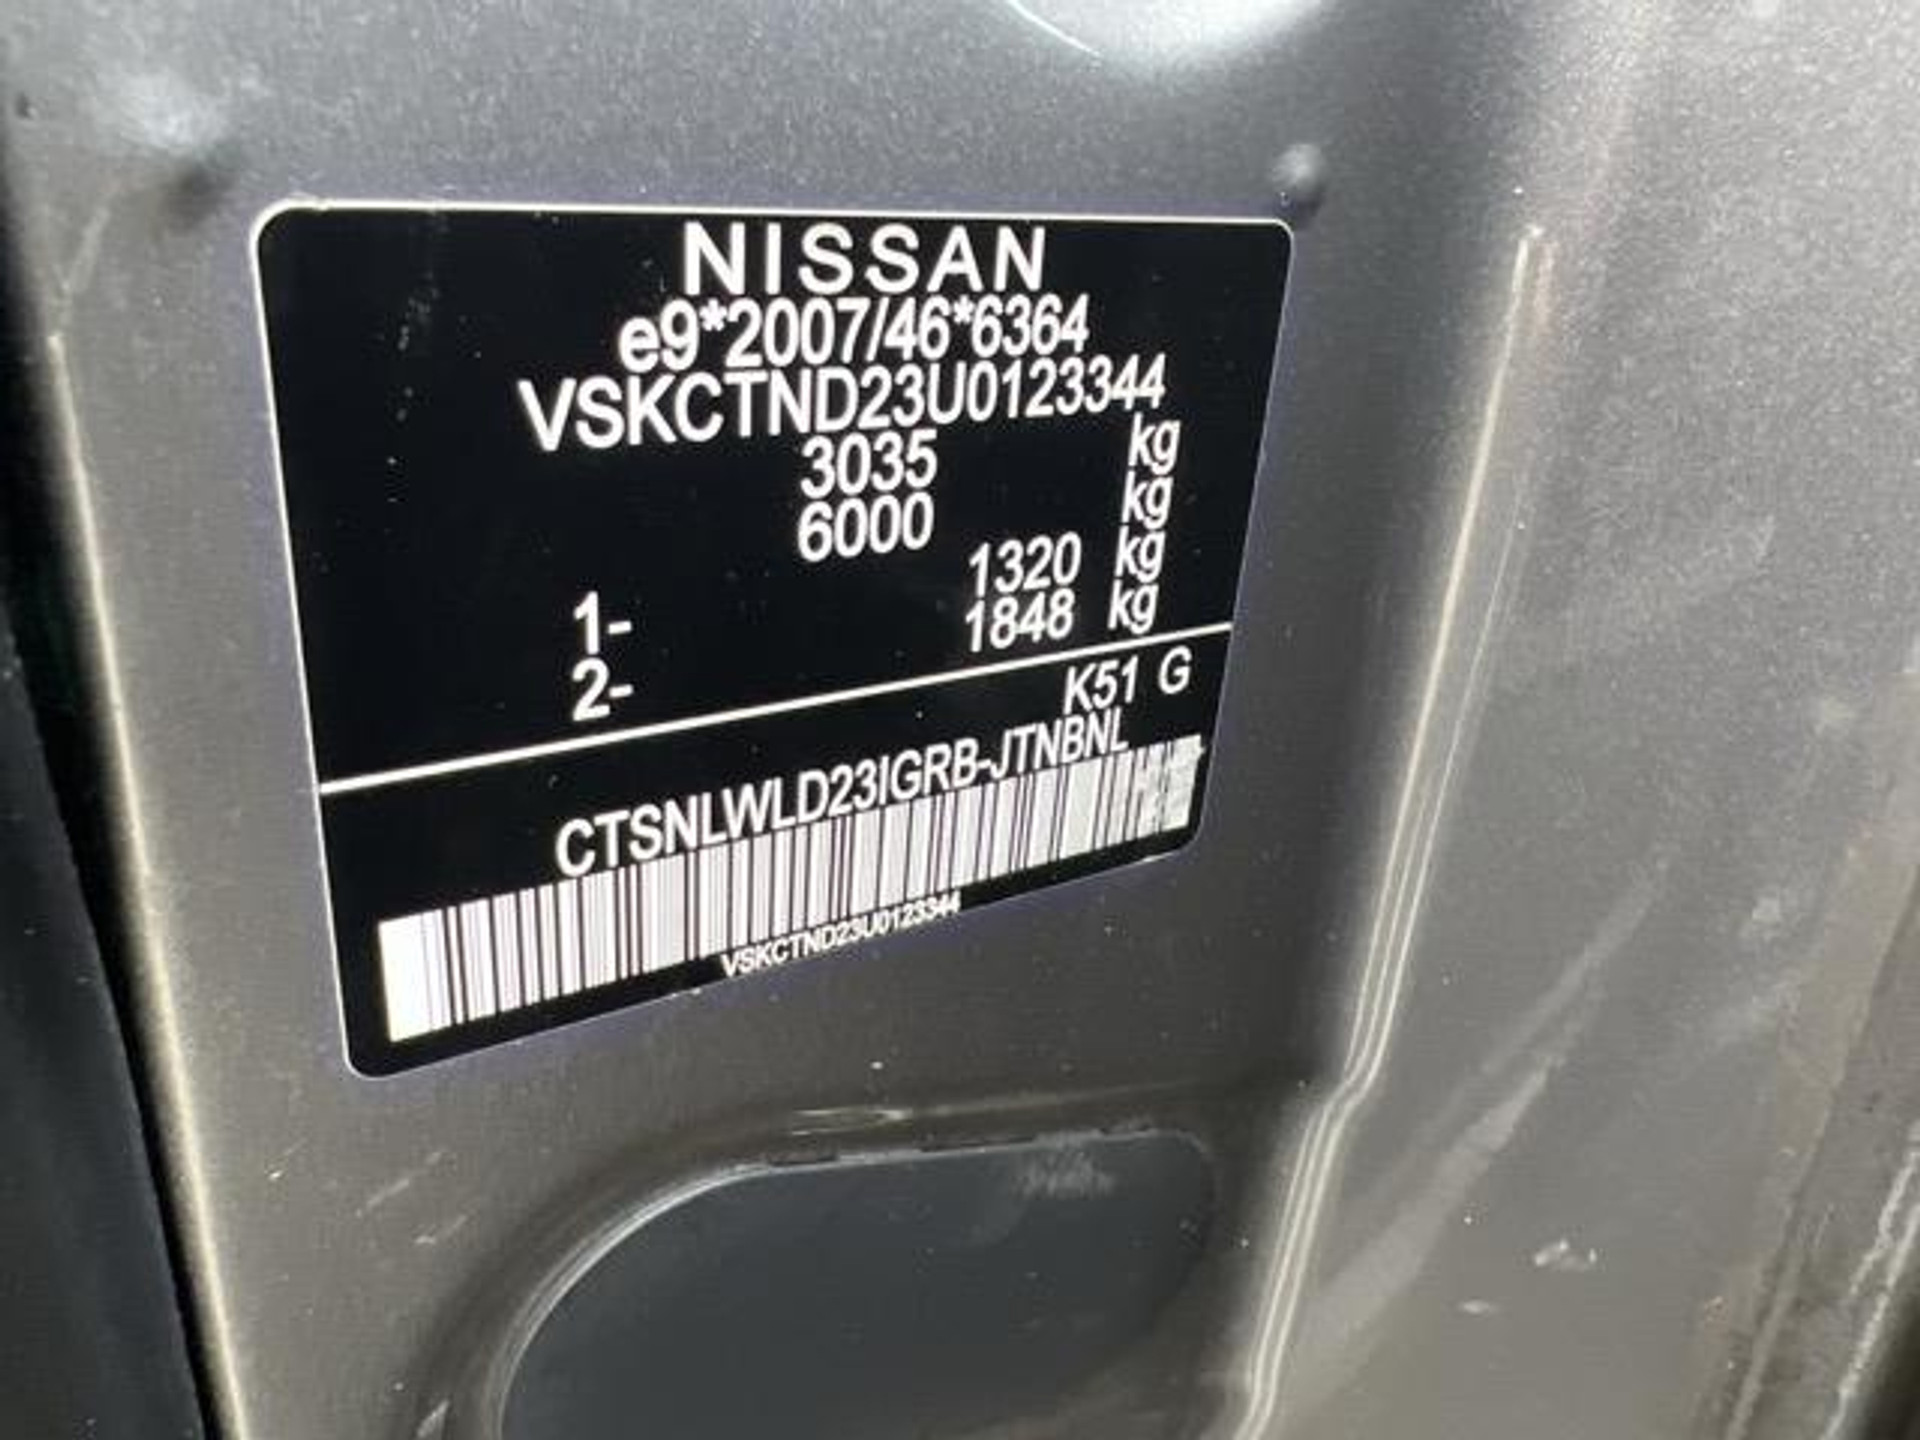 NISSAN
e9*2007/46*6364
VSKCTND23U0123344
3035 kg
6000 kg
1- 1320 kg
2- 1848 kg
K51 G
CTSNLWLD23IGRB-JTNBNL
VSKCTND23U0123344